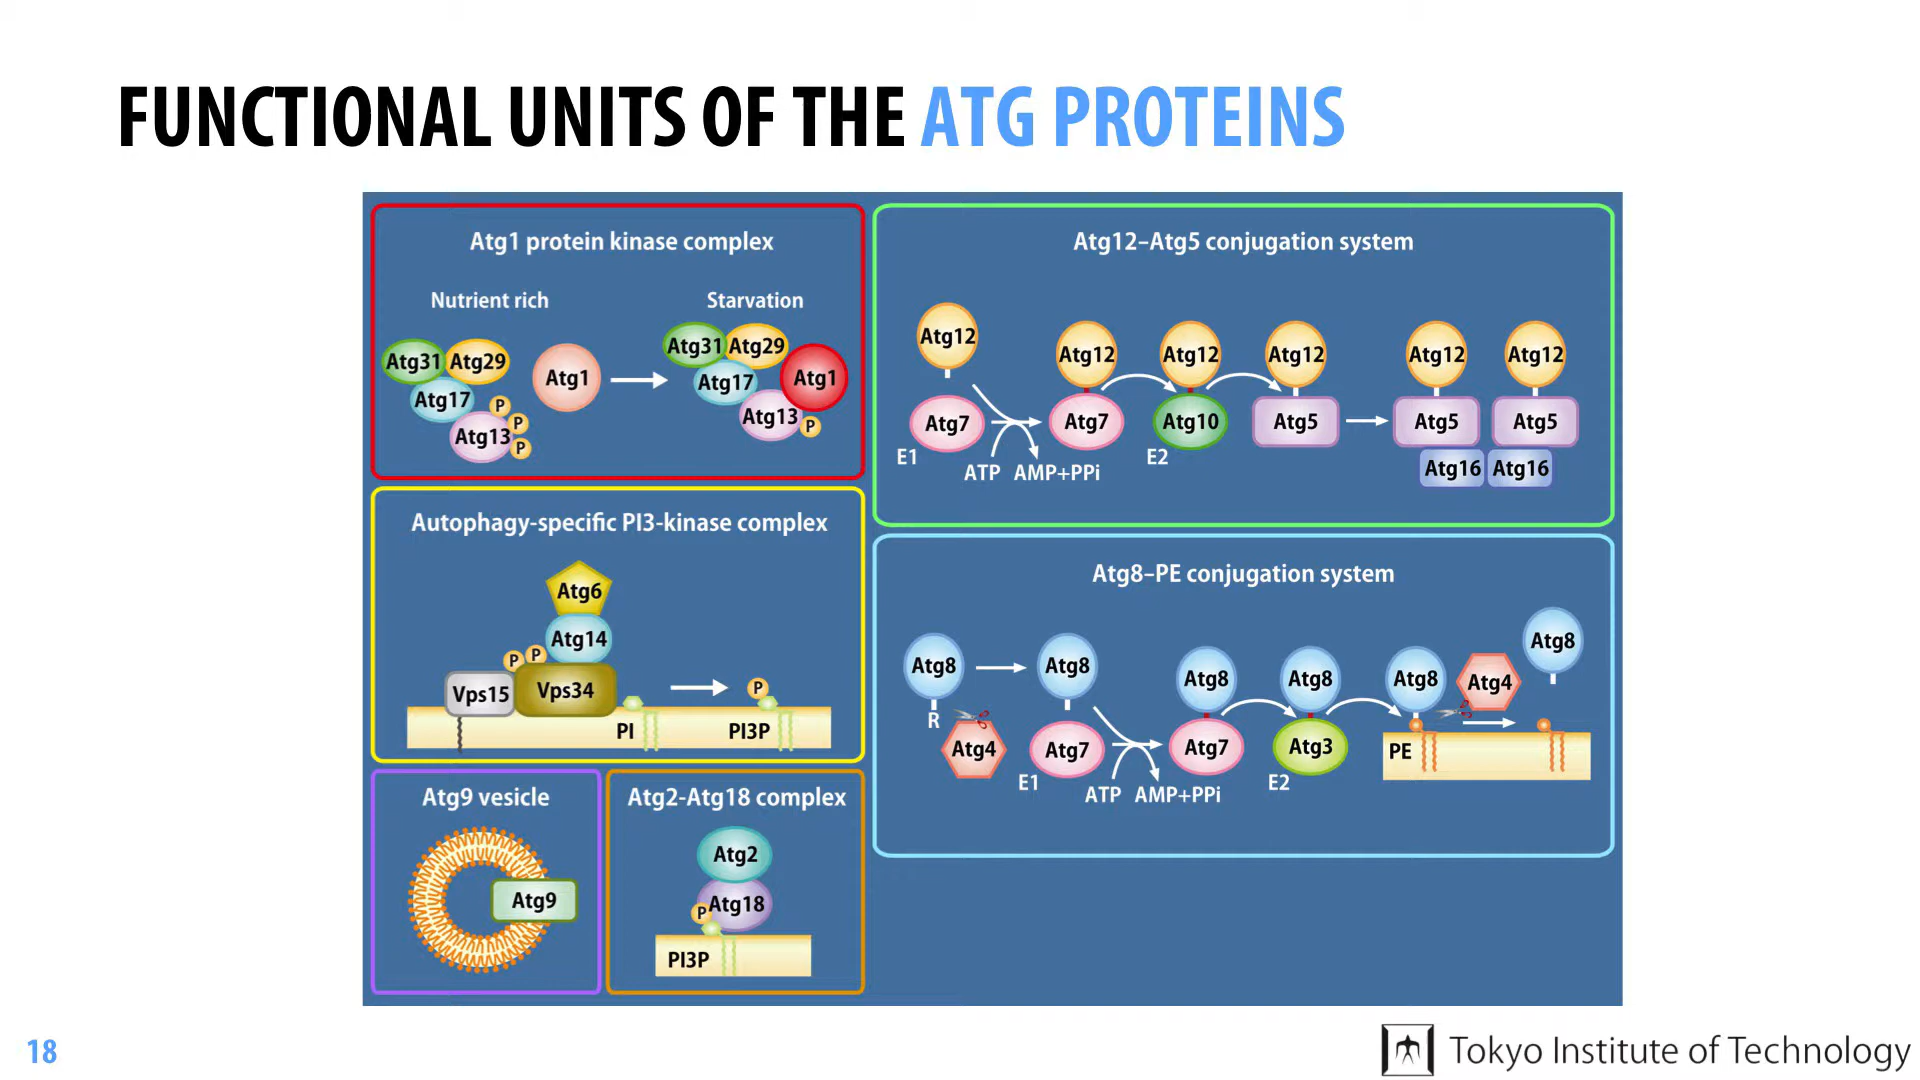 FUNCTIONAL UNITS OF THE ATG PROTEINS
Atg1 protein kinase complex
Nutrient rich
Starvation
Atg31
Atg29
Atg17
Atg13
P
P
P
Atg1
Atg31
Atg29
Atg17
Atg1
Atg13
P
Autophagy-specific PI3-kinase complex
Atg6
Atg14
P
P
Vps15
Vps34
PI
P
PI3P
Atg9 vesicle
Atg9
Atg2-Atg18 complex
Atg2
Atg18
P
PI3P
Atg12–Atg5 conjugation system
Atg12
Atg12
Atg12
Atg12
Atg12
Atg12
Atg7
Atg7
Atg10
Atg5
Atg5
Atg5
E1
ATP
AMP+PPi
E2
Atg16
Atg16
Atg8–PE conjugation system
Atg8
Atg8
Atg8
Atg8
Atg8
Atg4
Atg8
R
Atg4
Atg7
Atg7
Atg3
PE
E1
ATP
AMP+PPi
E2
18
Tokyo Institute of Technology